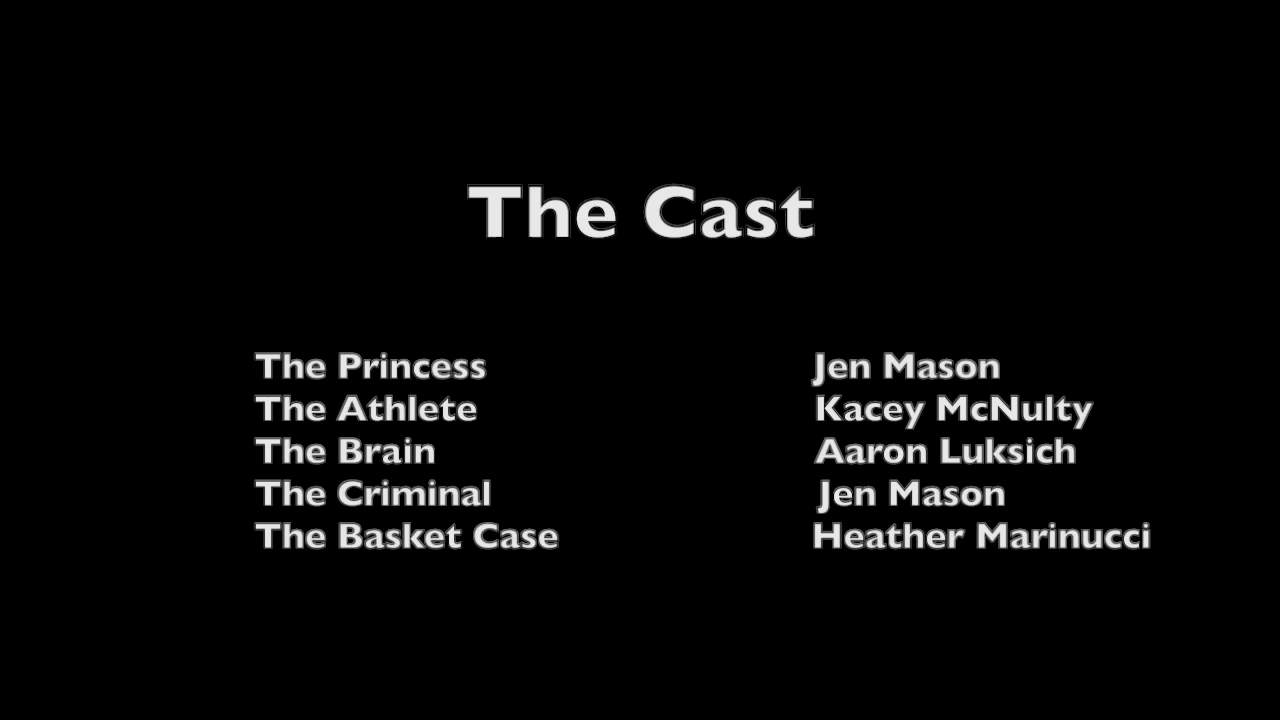 The Cast
The Princess Jen Mason
The Athlete Kacey McNulty
The Brain Aaron Luksich
The Criminal Jen Mason
The Basket Case Heather Marinucci